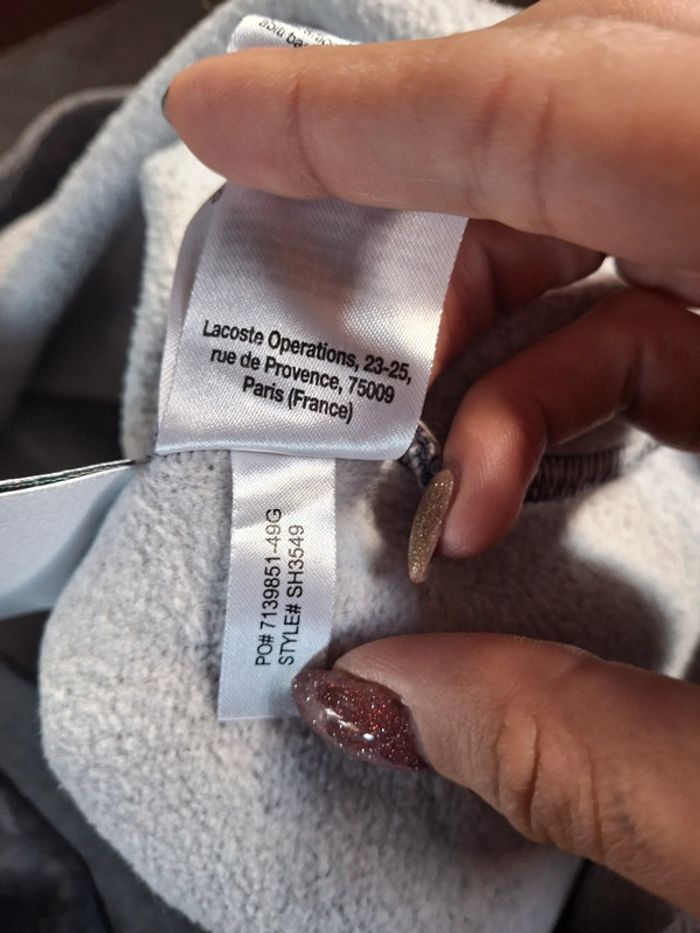 Lacoste Operations, 23-25,
rue de Provence, 75009
Paris (France)
PO# 7139851-49G
STYLE# SH3549